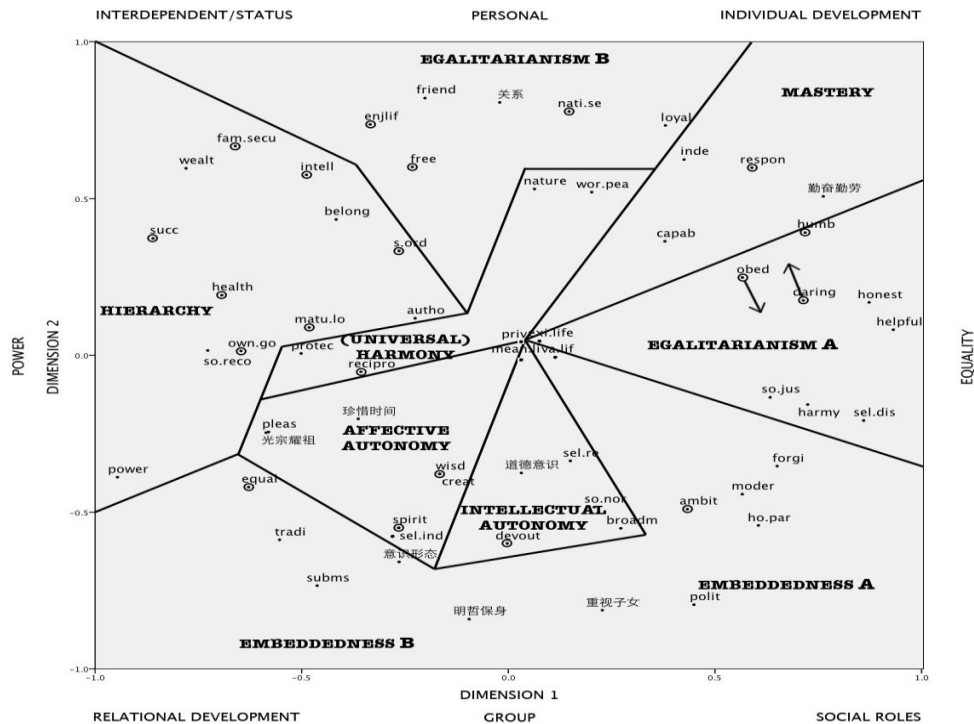 INTERDEPENDENT/STATUS PERSONAL INDIVIDUAL DEVELOPMENT
1.0
EGALITARIANISM B
friend 关系
MASTERY
enjlif nati.se loyal
fam.secu
wealt intell free inde respon
nature wor.pea 勤奋勤劳
0.5
belong
succ s.ord capab humb
obed
health daring honest
HIERARCHY autho helpful
matu.lo
(UNIVERSAL) priv exi.life
own.go protec HARMONY EGALITARIANISM A
0.0
so.reco recipro mean liva.lif
POWER
DIMENSION 2
EQUALITY
so.jus
harmy sel.dis
珍惜时间
pleas
光宗耀祖 AFFECTIVE
AUTONOMY
power wisd 道德意识 sel.re forgi
equal creat moder
so.nor ambit
-0.5
INTELLECTUAL
AUTONOMY
spirit broadm ho.par
tradi sel.ind devout
意识形态
subms EMBEDDEDNESS A
polit
明哲保身 重视子女
EMBEDDEDNESS B
-1.0
-1.0 -0.5 0.0 0.5 1.0
DIMENSION 1
RELATIONAL DEVELOPMENT GROUP SOCIAL ROLES